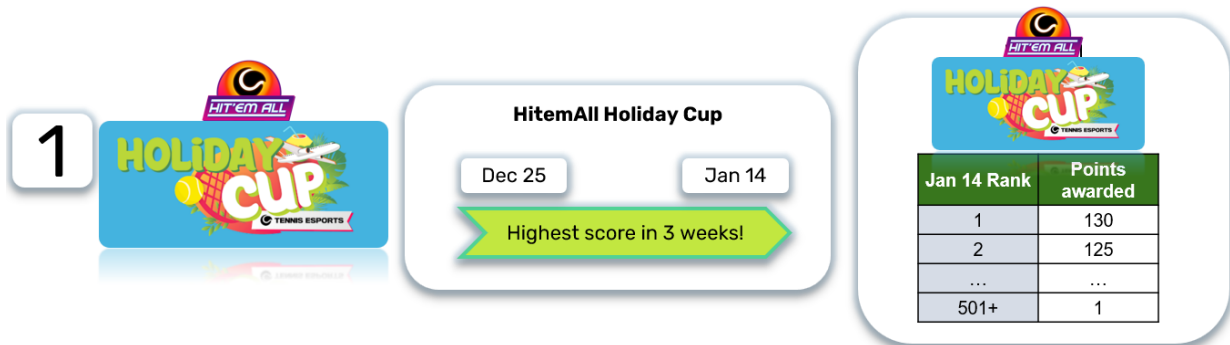 1
HIT'EM ALL
HOLiDAY
CUP
TENNIS ESPORTS
HitemAll Holiday Cup
Dec 25
Jan 14
Highest score in 3 weeks!
HIT'EM ALL
HOLiDAY
CUP
TENNIS ESPORTS
Jan 14 Rank Points awarded
1 130
2 125
... ...
501+ 1